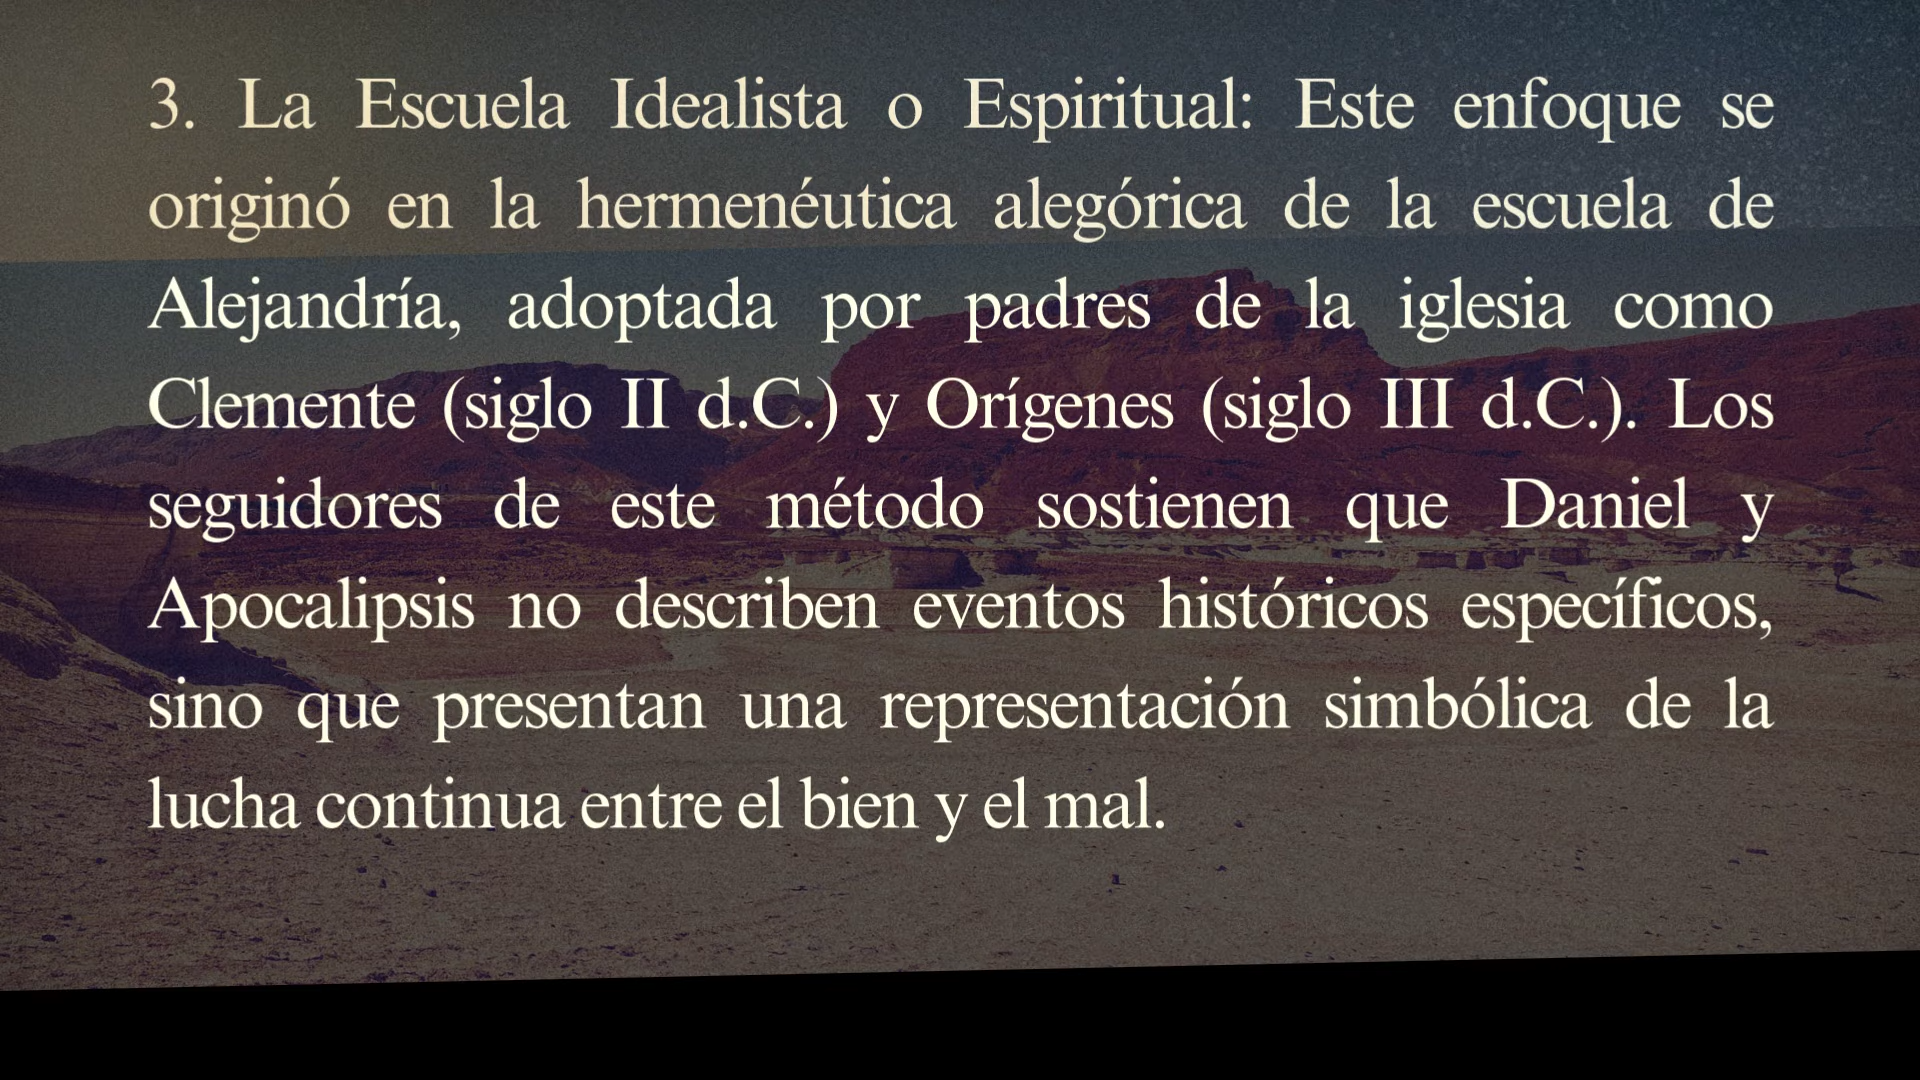 3. La Escuela Idealista o Espiritual: Este enfoque se
originó en la hermenéutica alegórica de la escuela de
Alejandría, adoptada por padres de la iglesia como
Clemente (siglo II d.C.) y Orígenes (siglo III d.C.). Los
seguidores de este método sostienen que Daniel y
Apocalipsis no describen eventos históricos específicos,
sino que presentan una representación simbólica de la
lucha continua entre el bien y el mal.